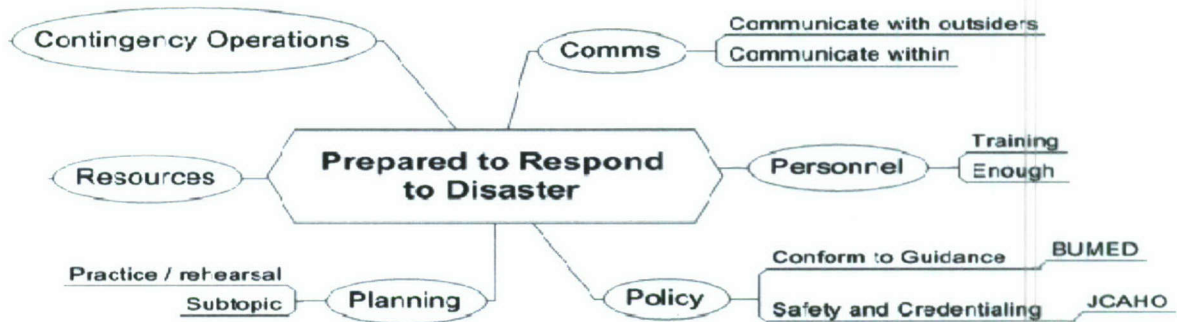 Contingency Operations
Comms
Communicate with outsiders
Communicate within
Prepared to Respond
to Disaster
Resources
Personnel
Training
Enough
Practice / rehearsal
Subtopic
Planning
Policy
Conform to Guidance
BUMED
Safety and Credentialing
JCAHO